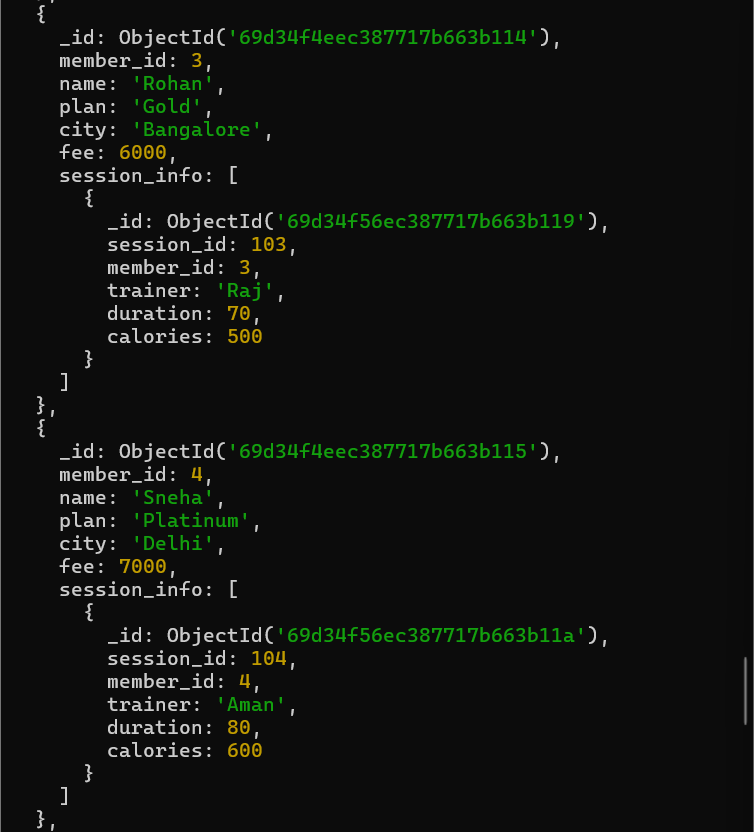 {
_id: ObjectId('69d34f4eec387717b663b114'),
member_id: 3,
name: 'Rohan',
plan: 'Gold',
city: 'Bangalore',
fee: 6000,
session_info: [
{
_id: ObjectId('69d34f56ec387717b663b119'),
session_id: 103,
member_id: 3,
trainer: 'Raj',
duration: 70,
calories: 500
}
]
},
{
_id: ObjectId('69d34f4eec387717b663b115'),
member_id: 4,
name: 'Sneha',
plan: 'Platinum',
city: 'Delhi',
fee: 7000,
session_info: [
{
_id: ObjectId('69d34f56ec387717b663b11a'),
session_id: 104,
member_id: 4,
trainer: 'Aman',
duration: 80,
calories: 600
}
]
},